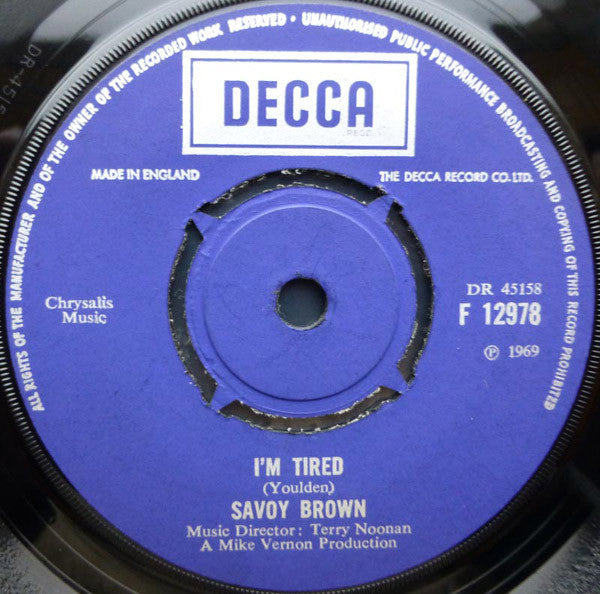 ALL RIGHTS OF THE MANUFACTURER AND OF THE OWNER OF THE RECORDED WORK RESERVED • UNAUTHORISED PUBLIC PERFORMANCE BROADCASTING AND COPYING OF THIS RECORD PROHIBITED
DECCA
REGD
MADE IN ENGLAND
THE DECCA RECORD CO. LTD.
Chrysalis
Music
DR 45158
F 12978
℗ 1969
I'M TIRED
(Youlden)
SAVOY BROWN
Music Director: Terry Noonan
A Mike Vernon Production